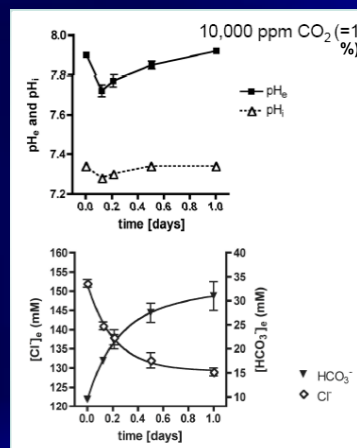 10,000 ppm CO₂ (=1
%)
pHₑ and pHᵢ
8.0
7.8
7.6
7.4
7.2
pHₑ
pHᵢ
0.0 0.2 0.4 0.6 0.8 1.0
time [days]
[Cl⁻]ₑ (mM)
160
155
150
145
140
135
130
125
120
[HCO₃⁻]ₑ (mM)
40
35
30
25
20
15
10
HCO₃⁻
Cl⁻
0.0 0.2 0.4 0.6 0.8 1.0
time [days]